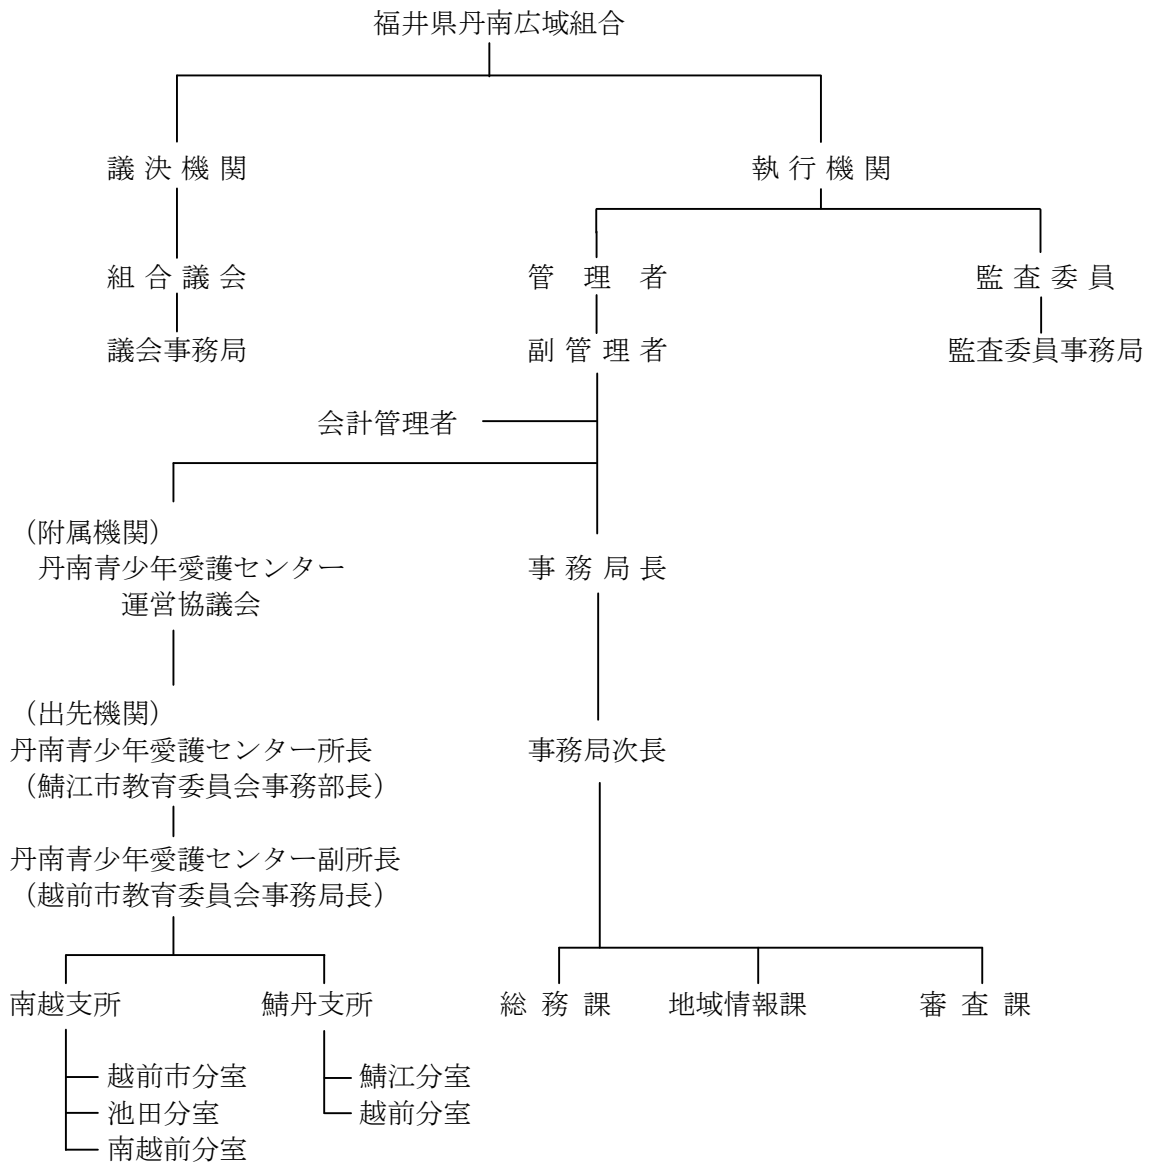 福井県丹南広域組合
議決機関
執行機関
組合議会
管理者
監査委員
議会事務局
副管理者
監査委員事務局
会計管理者
（附属機関）
丹南青少年愛護センター
運営協議会
事務局長
（出先機関）
丹南青少年愛護センター所長
（鯖江市教育委員会事務部長）
事務局次長
丹南青少年愛護センター副所長
（越前市教育委員会事務局長）
南越支所
鯖丹支所
総務課
地域情報課
審査課
越前市分室
池田分室
南越前分室
鯖江分室
越前分室